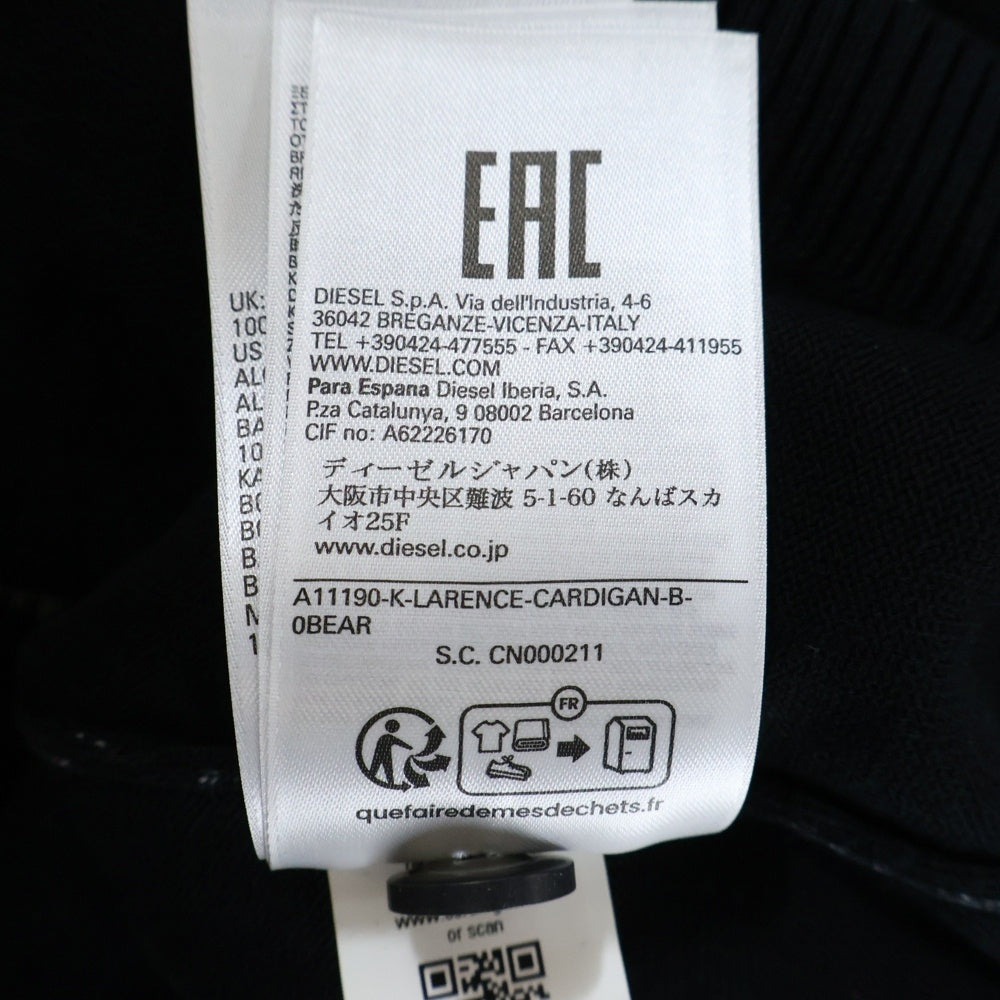 EAC
DIESEL S.p.A. Via dell'Industria, 4-6
36042 BREGANZE-VICENZA-ITALY
TEL +390424-477555 - FAX +390424-411955
WWW.DIESEL.COM
Para Espana Diesel Iberia, S.A.
P.za Catalunya, 9 08002 Barcelona
CIF no: A62226170
ディーゼルジャパン(株)
大阪市中央区難波 5-1-60 なんばスカ
イオ25F
www.diesel.co.jp
A11190-K-LARENCE-CARDIGAN-B-
0BEAR
S.C. CN000211
FR
quefairedemesdechets.fr
UK:
100
US
or scan